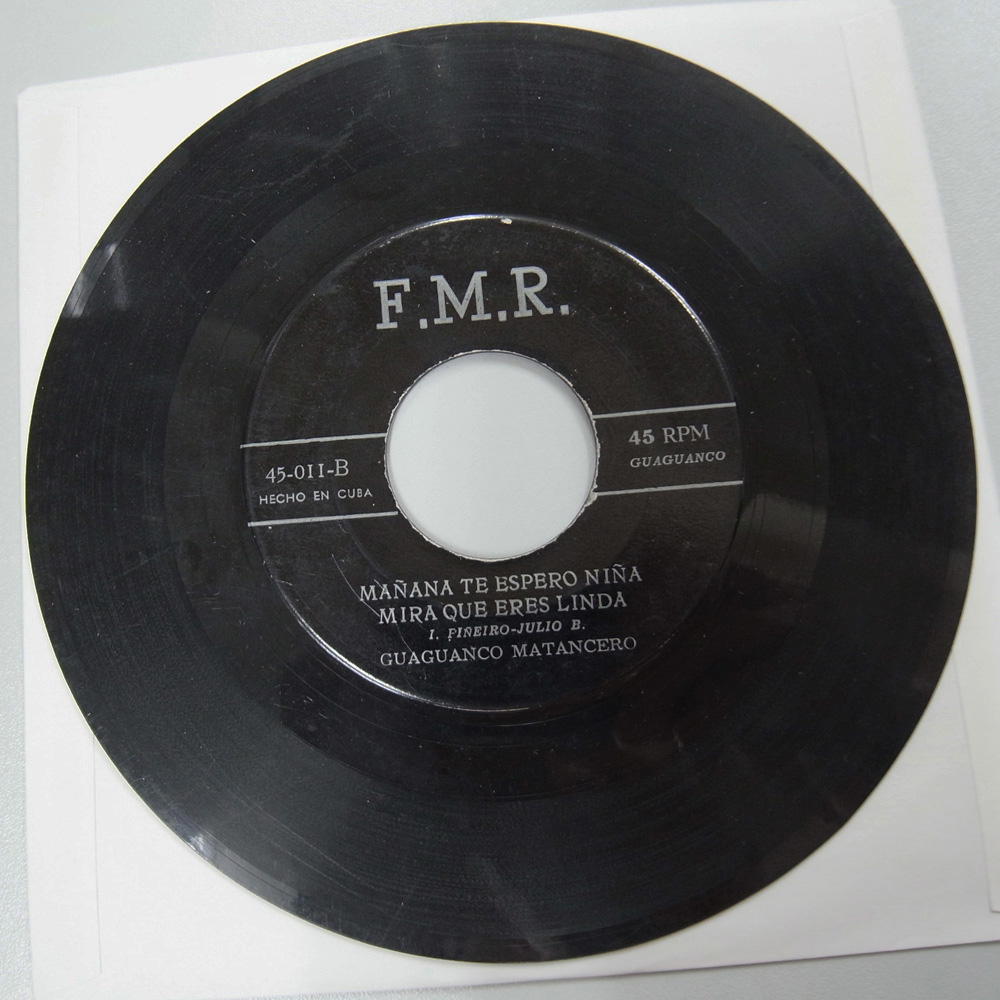 F.M.R.
45-011-B
HECHO EN CUBA
45 RPM
GUAGUANCO
MAÑANA TE ESPERO NIÑA
MIRA QUE ERES LINDA
I. PIÑEIRO-JULIO B.
GUAGUANCO MATANCERO